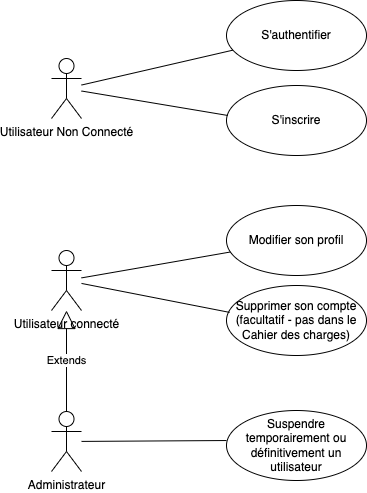 S'authentifier
Utilisateur Non Connecté
S'inscrire
Modifier son profil
Utilisateur connecté
Supprimer son compte
(facultatif - pas dans le
Cahier des charges)
Extends
Suspendre
temporairement ou
définitivement un
utilisateur
Administrateur